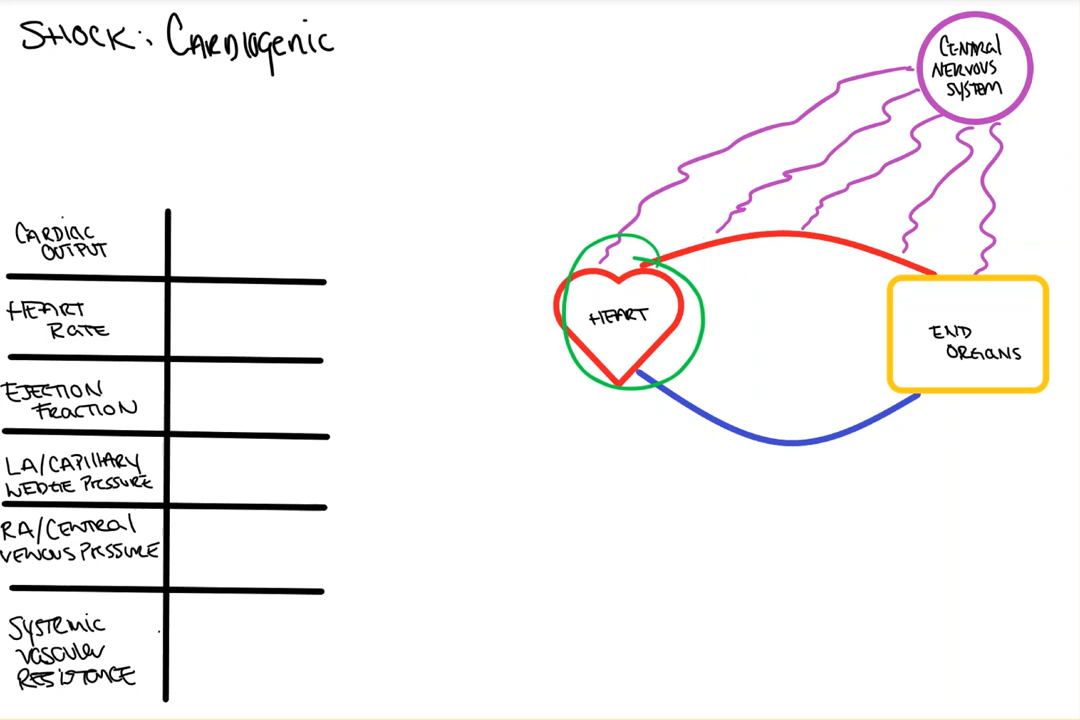 SHOCK: CARDIOGENIC
CENTRAL
NERVOUS
SYSTEM
CARDIAC
OUTPUT
HEART
RATE
HEART
END
ORGANS
EJECTION
FRACTION
LA/CAPILLARY
WEDGE PRESSURE
RA/CENTRAL
VENOUS PRESSURE
SYSTEMIC
VASCULAR
RESISTANCE